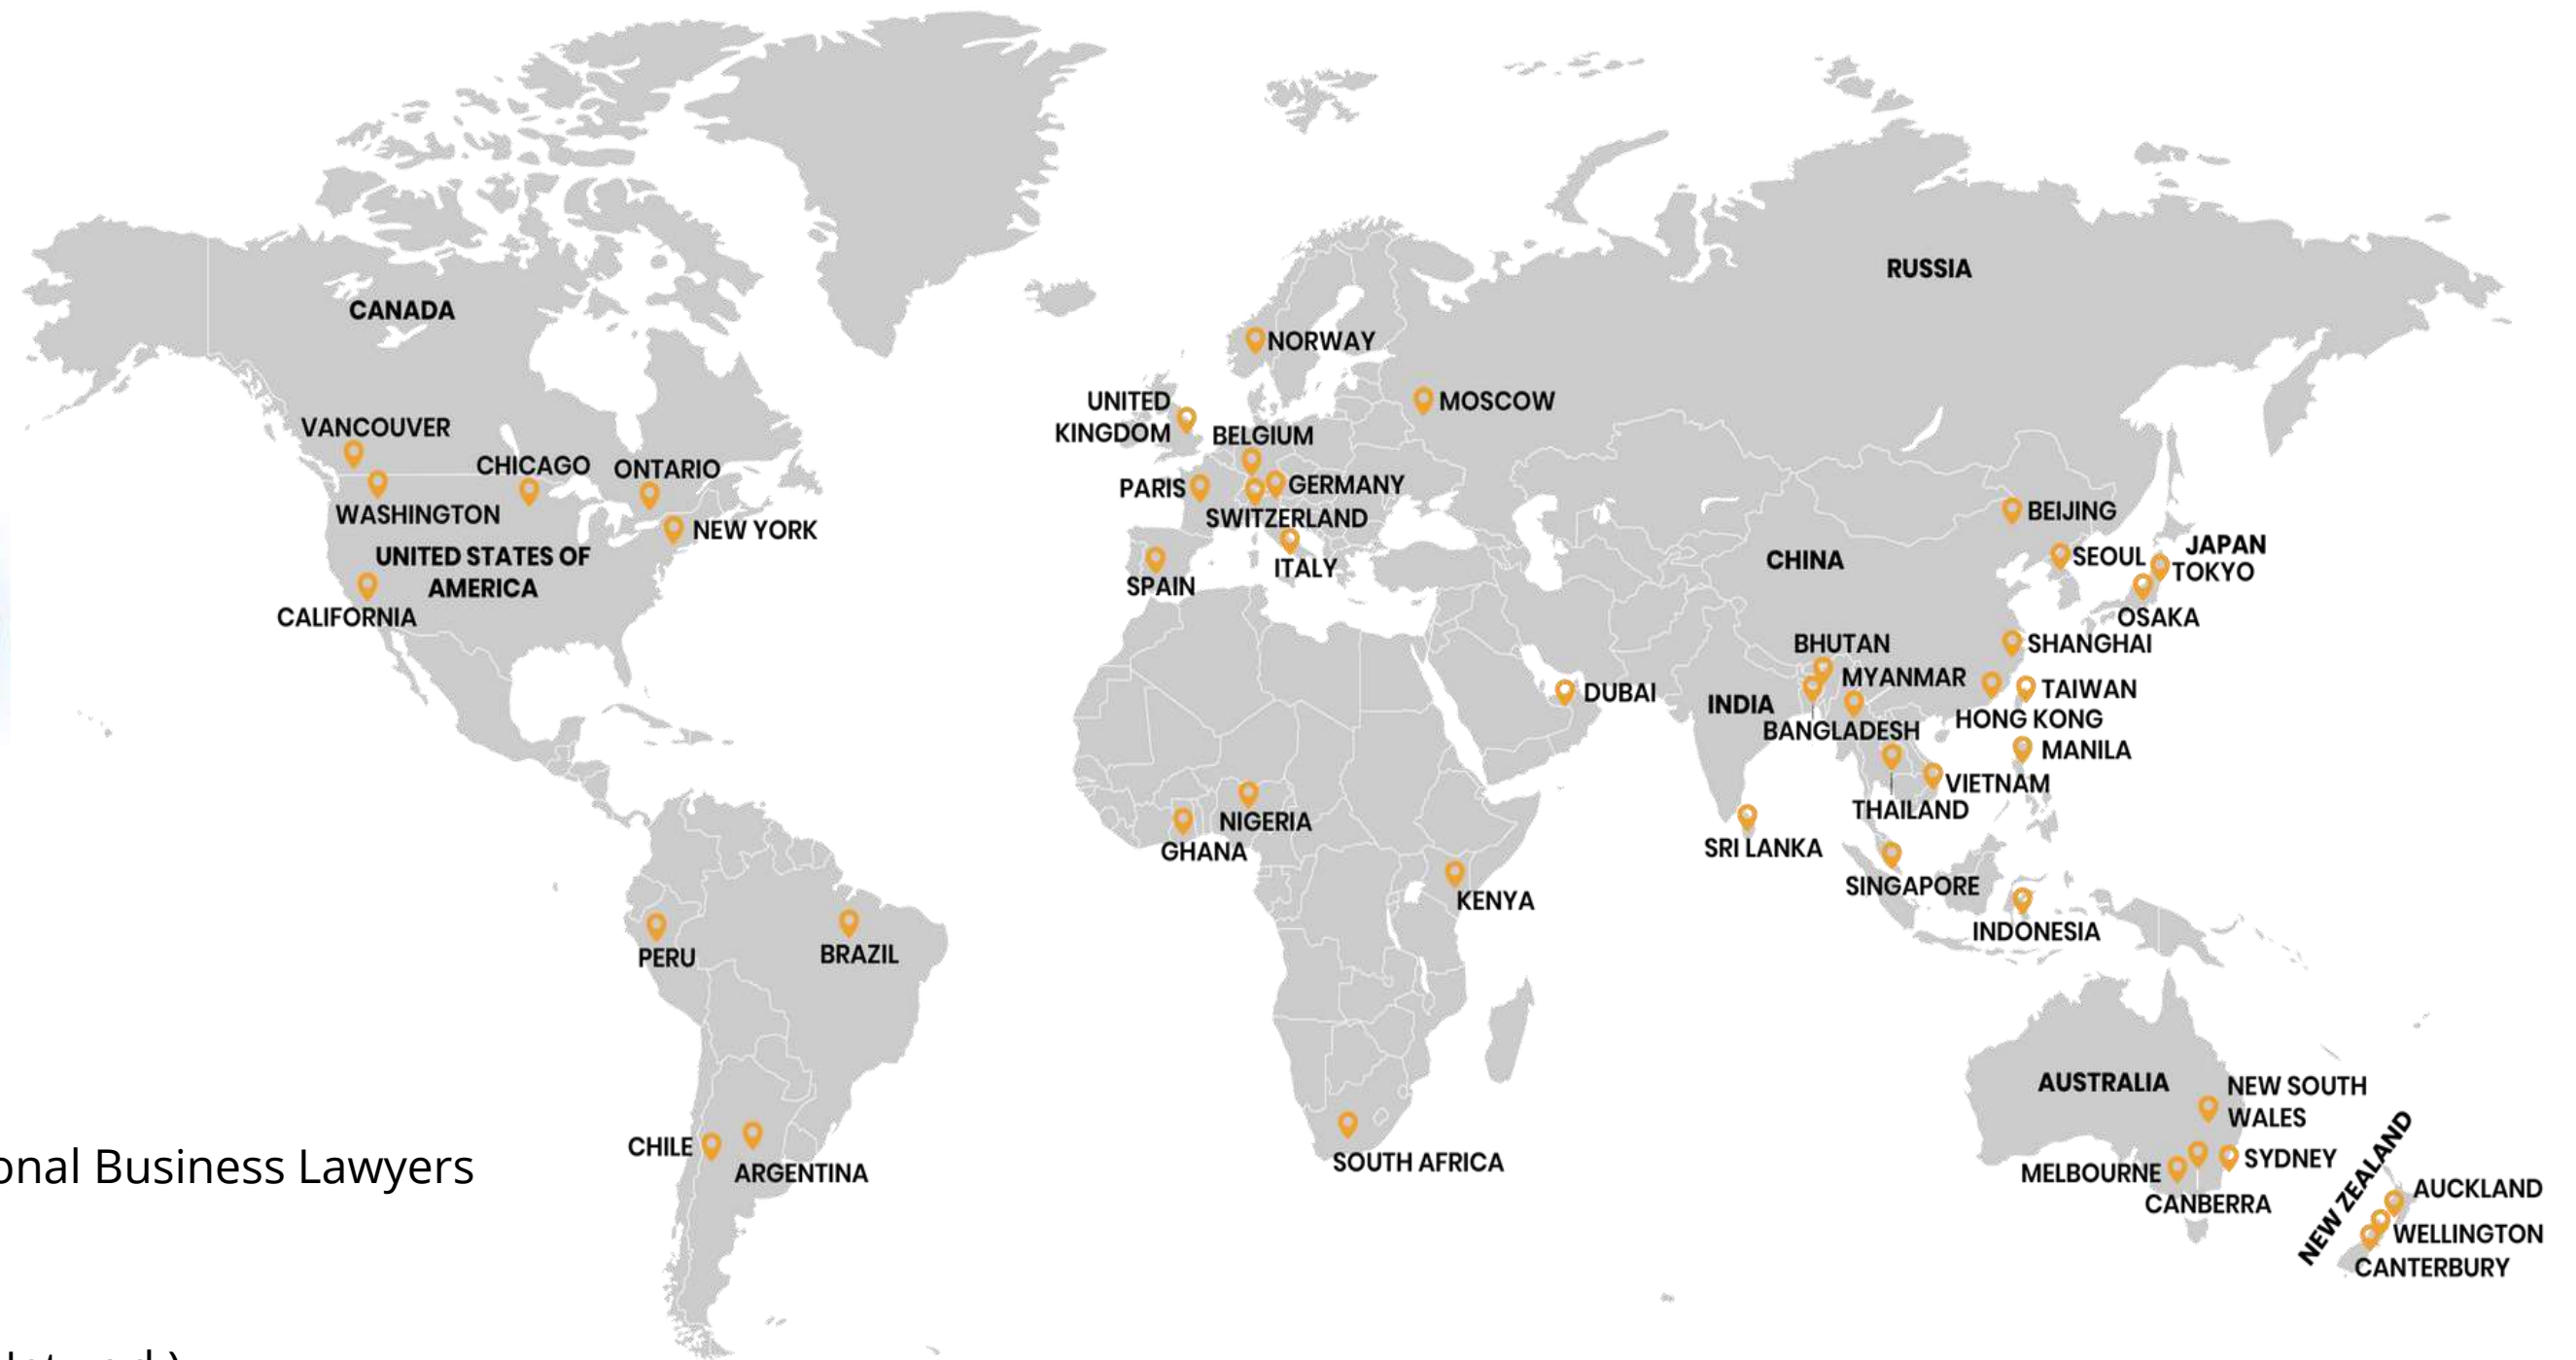 RUSSIA
CANADA
NORWAY
UNITED
KINGDOM
MOSCOW
VANCOUVER
BELGIUM
CHICAGO
ONTARIO
PARIS
GERMANY
WASHINGTON
SWITZERLAND
BEIJING
NEW YORK
UNITED STATES OF
AMERICA
CHINA
SEOUL
JAPAN
TOKYO
ITALY
SPAIN
CALIFORNIA
OSAKA
BHUTAN
SHANGHAI
MYANMAR
DUBAI
INDIA
TAIWAN
HONG KONG
BANGLADESH
MANILA
VIETNAM
THAILAND
NIGERIA
GHANA
SRI LANKA
SINGAPORE
KENYA
INDONESIA
PERU
BRAZIL
AUSTRALIA
NEW SOUTH
WALES
CHILE
ARGENTINA
SOUTH AFRICA
MELBOURNE
SYDNEY
CANBERRA
NEW ZEALAND
AUCKLAND
WELLINGTON
CANTERBURY
onal Business Lawyers